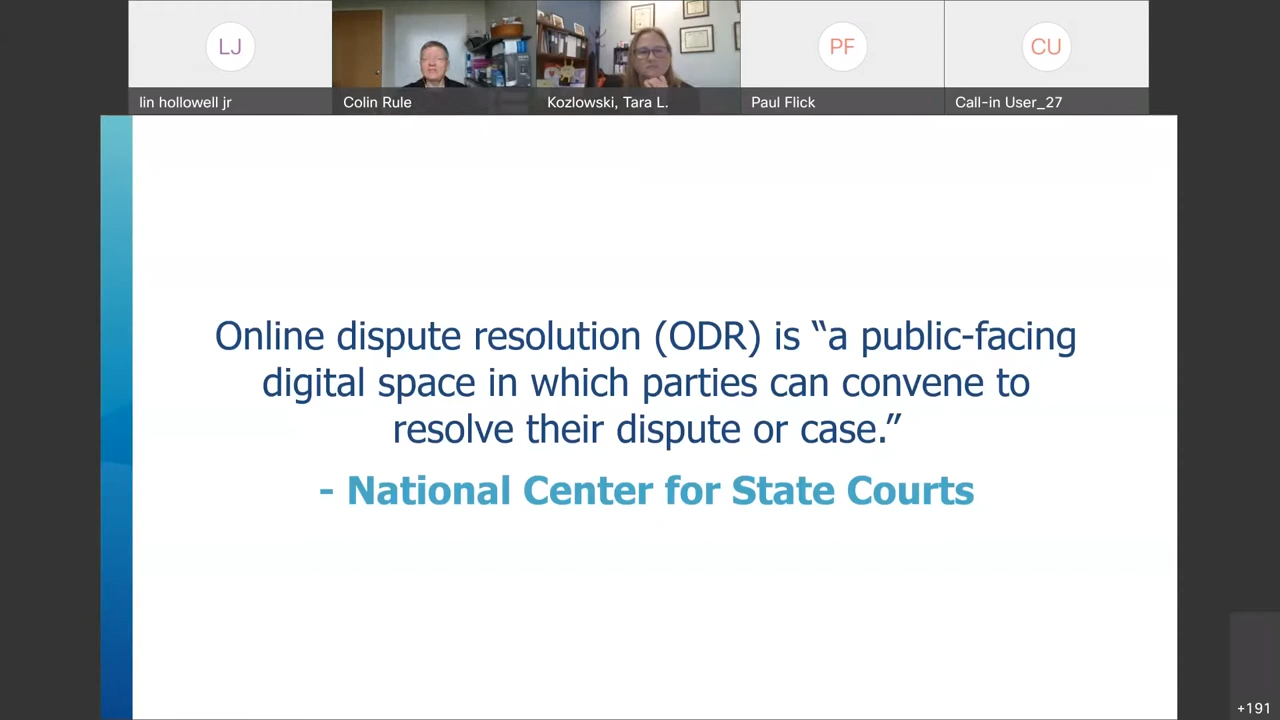 LJ
PF
CU
lin hollowell jr
Colin Rule
Kozlowski, Tara L.
Paul Flick
Call-in User_27
Online dispute resolution (ODR) is “a public-facing
digital space in which parties can convene to
resolve their dispute or case.”
- National Center for State Courts
+191